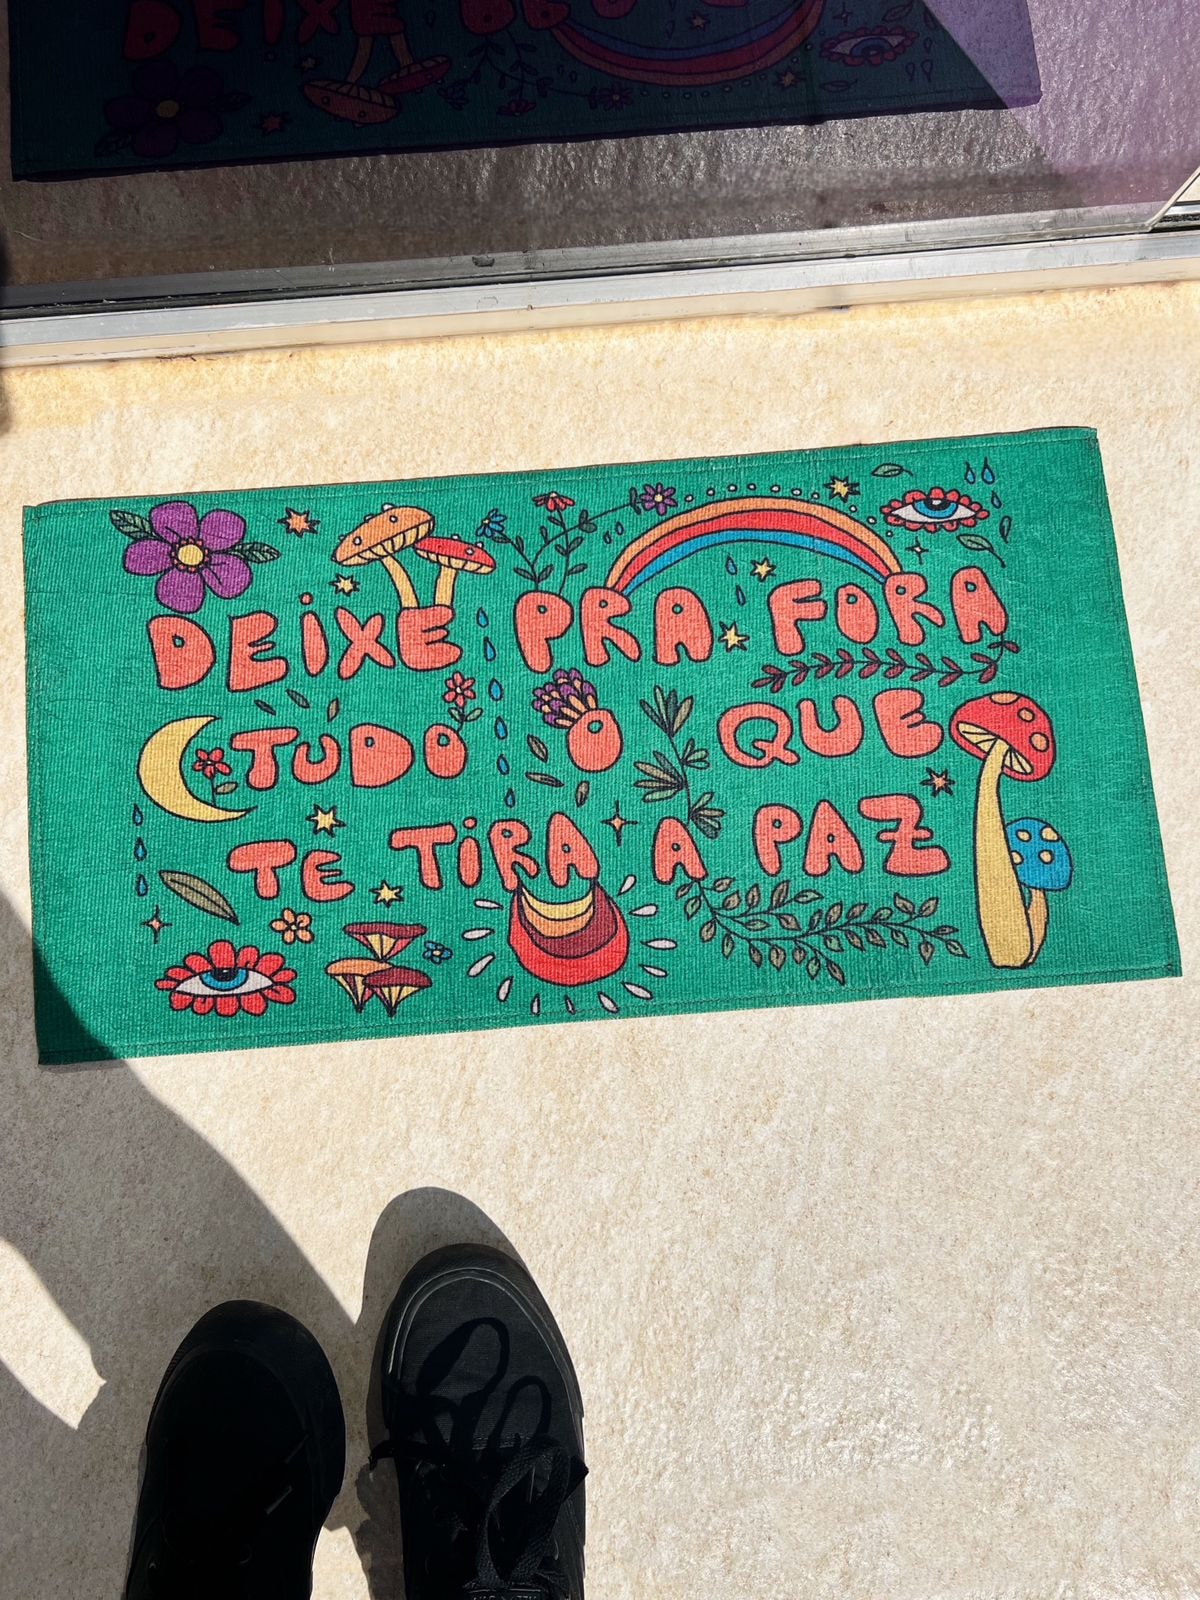 DEIXE PRA FORA
TUDO O QUE
TE TIRA A PAZ